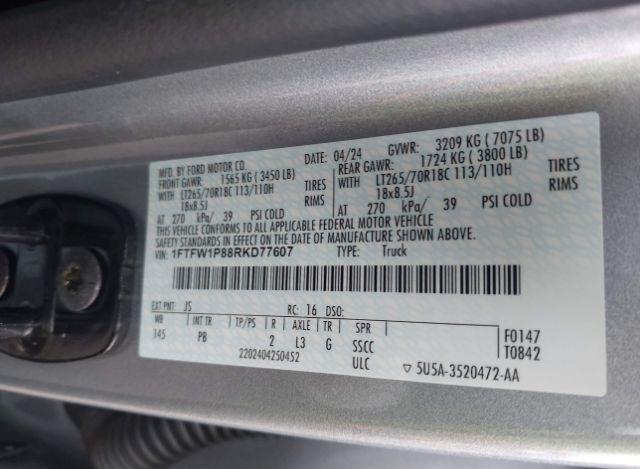 MFD. BY FORD MOTOR CO.
DATE: 04/24 GVWR: 3209 KG ( 7075 LB)
FRONT GAWR: 1565 KG ( 3450 LB) REAR GAWR: 1724 KG ( 3800 LB)
WITH LT265/70R18C 113/110H TIRES WITH LT265/70R18C 113/110H TIRES
18x8.5J RIMS 18x8.5J RIMS
AT 270 kPa/ 39 PSI COLD AT 270 kPa/ 39 PSI COLD
THIS VEHICLE CONFORMS TO ALL APPLICABLE FEDERAL MOTOR VEHICLE
SAFETY STANDARDS IN EFFECT ON THE DATE OF MANUFACTURE SHOWN ABOVE.
VIN: 1FTFW1P88RKD77607 TYPE: Truck
EXT PNT: JS RC: 16 DSO:
WB INT TR TP/PS R AXLE TR SPR F0147
145 PB 2 L3 G SSCC T0842
2202404250452 ULC ▽ 5U5A-3520472-AA